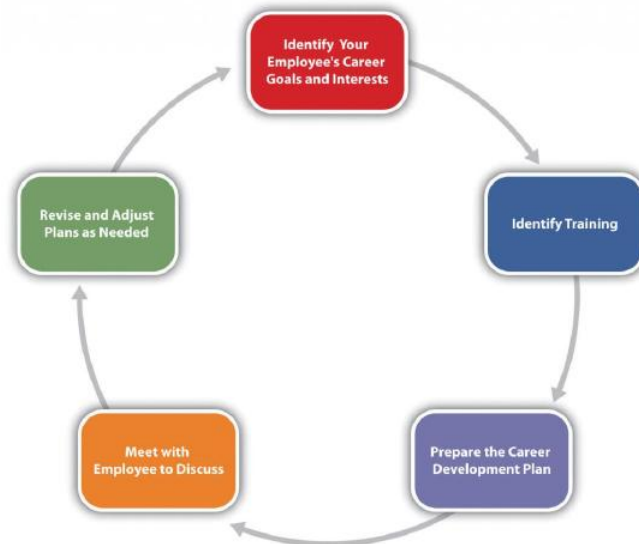 Identify Your
Employee's Career
Goals and Interests
Identify Training
Prepare the Career
Development Plan
Meet with
Employee to Discuss
Revise and Adjust
Plans as Needed